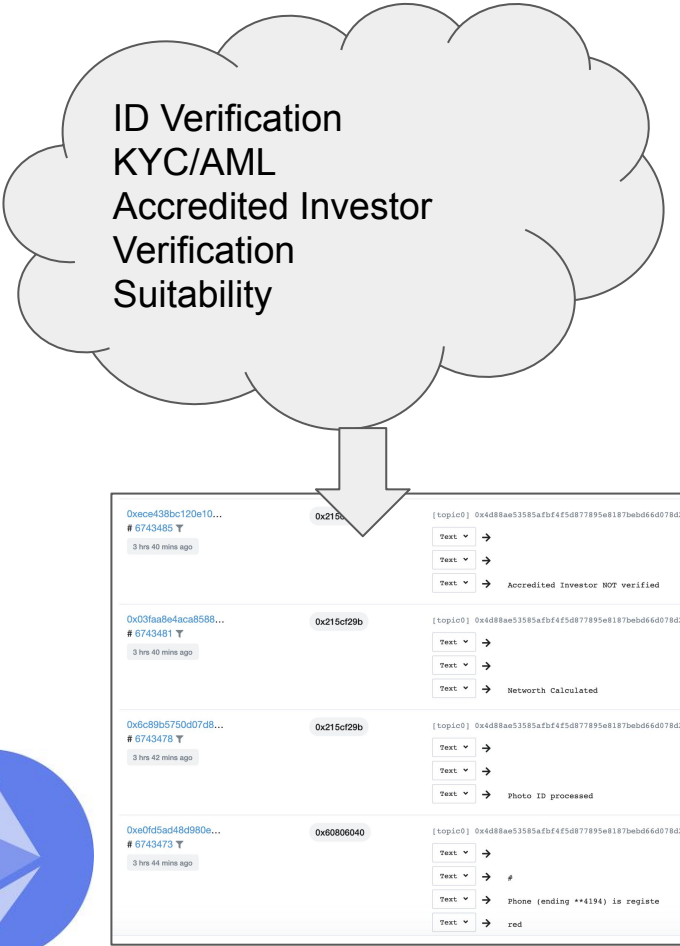 ID Verification
KYC/AML
Accredited Investor
Verification
Suitability
0xece438bc120e10...
# 6743485
3 hrs 40 mins ago
[topic0] 0x4d88ae53585afbf4f5d877895e8187bebd66d078d
Text →
Text →
Text → Accredited Investor NOT verified
0x03faa8e4aca8588...
# 6743481
3 hrs 40 mins ago
0x215cf29b
[topic0] 0x4d88ae53585afbf4f5d877895e8187bebd66d078d
Text →
Text →
Text → Networth Calculated
0x6c89b5750d07d8...
# 6743478
3 hrs 42 mins ago
0x215cf29b
[topic0] 0x4d88ae53585afbf4f5d877895e8187bebd66d078d
Text →
Text →
Text → Photo ID processed
0xe0fd5ad48d980e...
# 6743473
3 hrs 44 mins ago
0x60806040
[topic0] 0x4d88ae53585afbf4f5d877895e8187bebd66d078d
Text →
Text → #
Text → Phone (ending **4194) is registe
Text → red